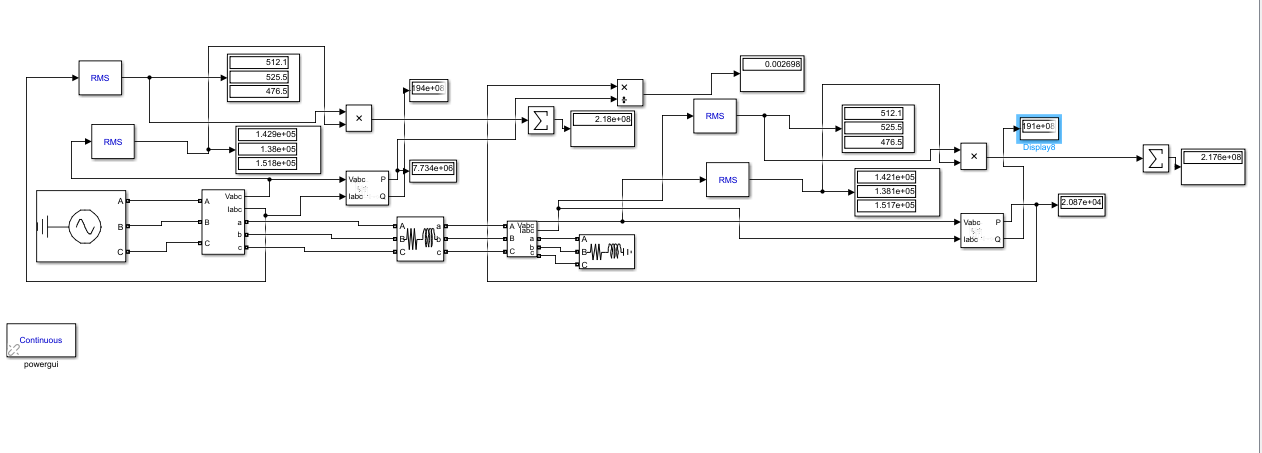 RMS
512.1
525.5
476.5
194e+08
RMS
1.429e+05
1.38e+05
1.518e+05
×
7.734e+06
Vabc P
Iabc Q
A
B
C
A Vabc
Iabc
B a
b
C c
A a
B b
C c
×
÷
0.002698
∑
2.18e+08
RMS
512.1
525.5
476.5
RMS
1.421e+05
1.381e+05
1.517e+05
A Vabc
Iabc
B a
b
C c
A
B
C
×
191e+08
Display8
∑
2.176e+08
Vabc P
Iabc Q
2.087e+04
Continuous
powergui